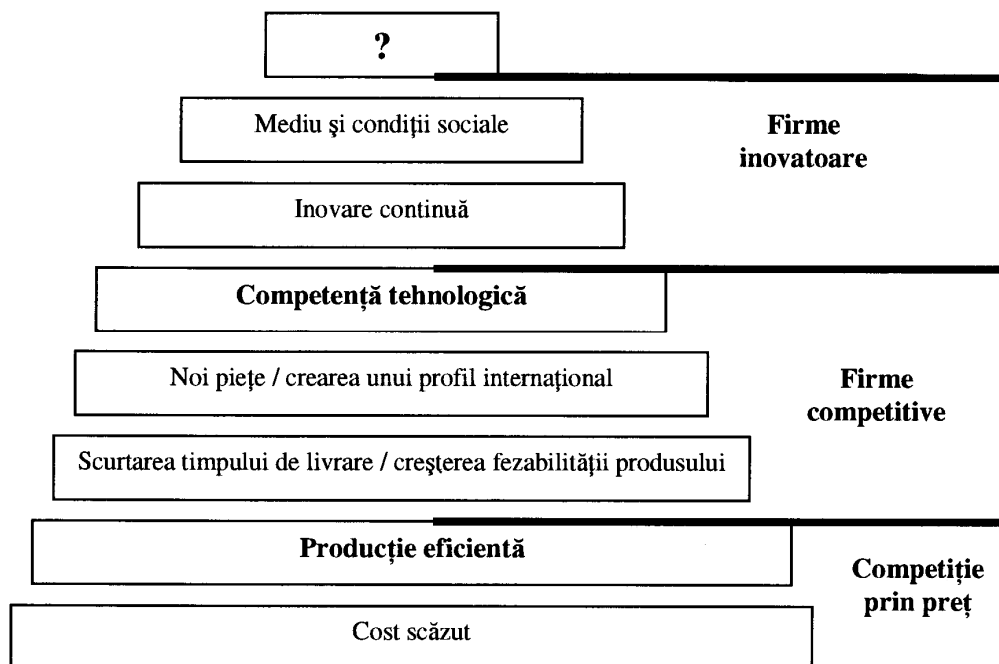 ?
Mediu şi condiţii sociale
Firme
inovatoare
Inovare continuă
Competenţă tehnologică
Noi pieţe / crearea unui profil internaţional
Firme
competitive
Scurtarea timpului de livrare / creşterea fezabilităţii produsului
Producţie eficientă
Competiţie
prin preţ
Cost scăzut